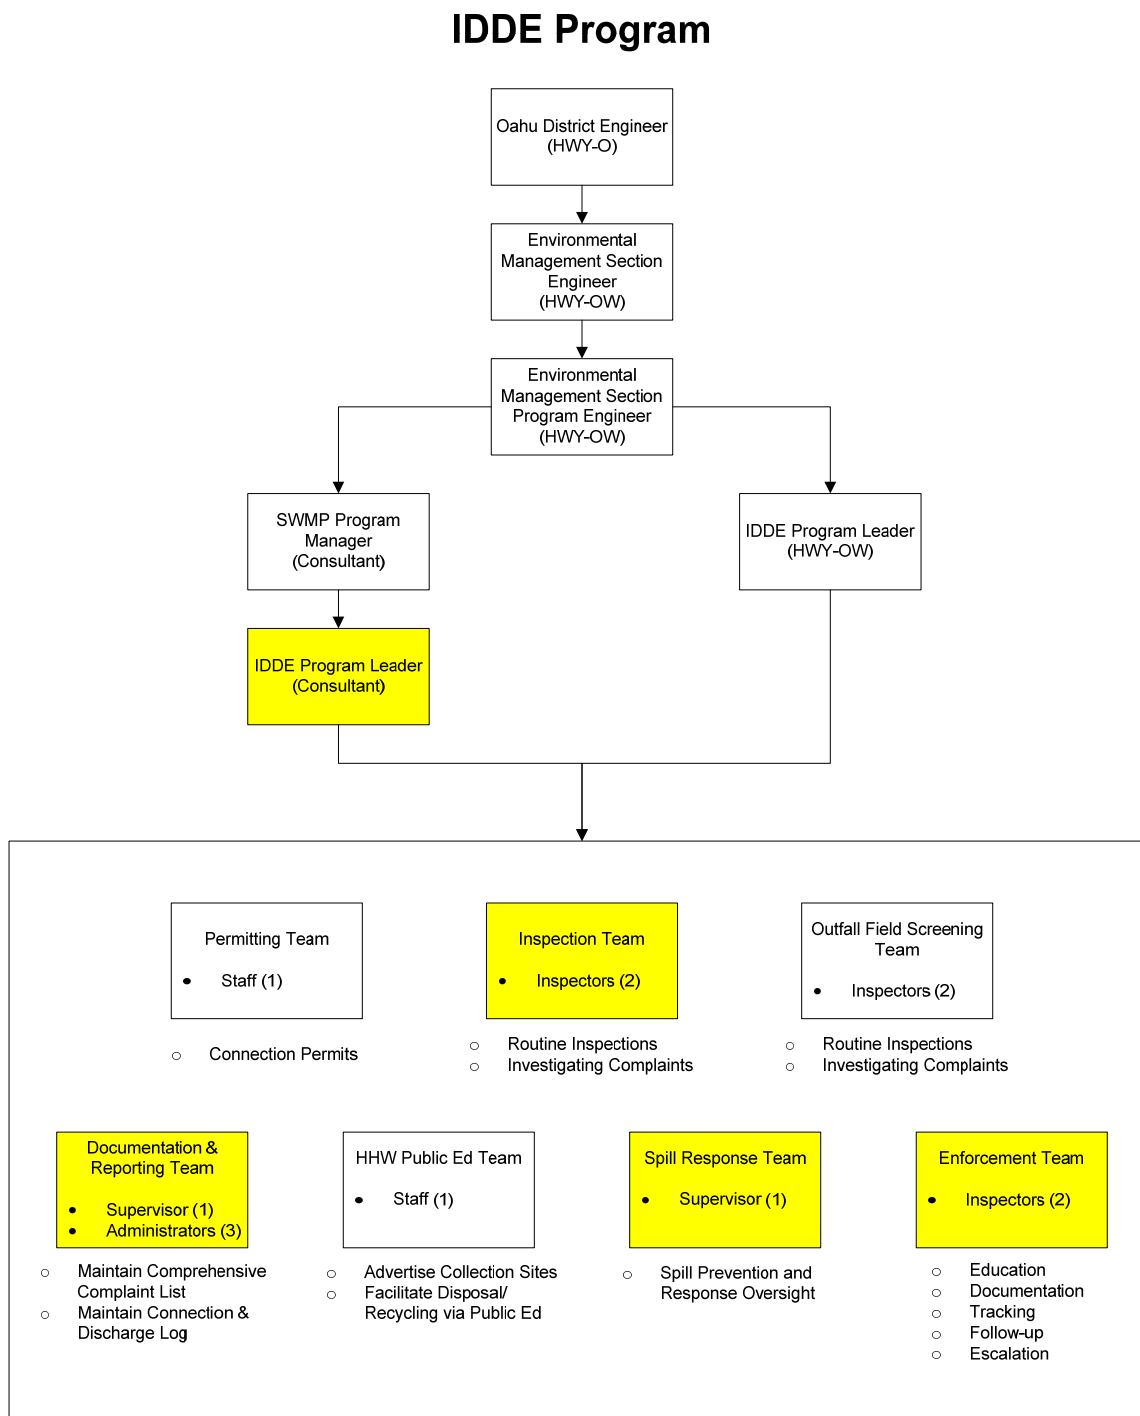 IDDE Program
Oahu District Engineer
(HWY-O)
Environmental
Management Section
Engineer
(HWY-OW)
Environmental
Management Section
Program Engineer
(HWY-OW)
SWMP Program
Manager
(Consultant)
IDDE Program Leader
(HWY-OW)
IDDE Program Leader
(Consultant)
Permitting Team
• Staff (1)
○ Connection Permits
Inspection Team
• Inspectors (2)
○ Routine Inspections
○ Investigating Complaints
Outfall Field Screening
Team
• Inspectors (2)
○ Routine Inspections
○ Investigating Complaints
Documentation &
Reporting Team
• Supervisor (1)
• Administrators (3)
○ Maintain Comprehensive
Complaint List
○ Maintain Connection &
Discharge Log
HHW Public Ed Team
• Staff (1)
○ Advertise Collection Sites
○ Facilitate Disposal/
Recycling via Public Ed
Spill Response Team
• Supervisor (1)
○ Spill Prevention and
Response Oversight
Enforcement Team
• Inspectors (2)
○ Education
○ Documentation
○ Tracking
○ Follow-up
○ Escalation